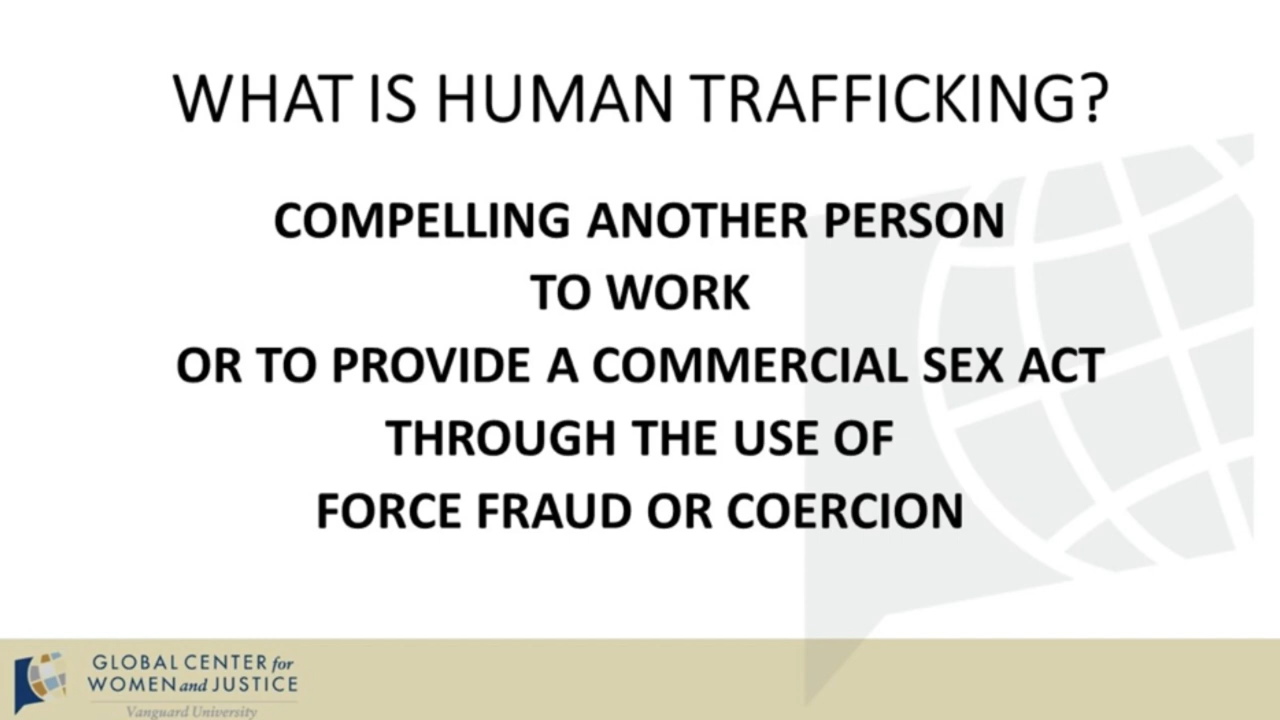 WHAT IS HUMAN TRAFFICKING?
COMPELLING ANOTHER PERSON
TO WORK
OR TO PROVIDE A COMMERCIAL SEX ACT
THROUGH THE USE OF
FORCE FRAUD OR COERCION
GLOBAL CENTER for
WOMEN and JUSTICE
Vanguard University